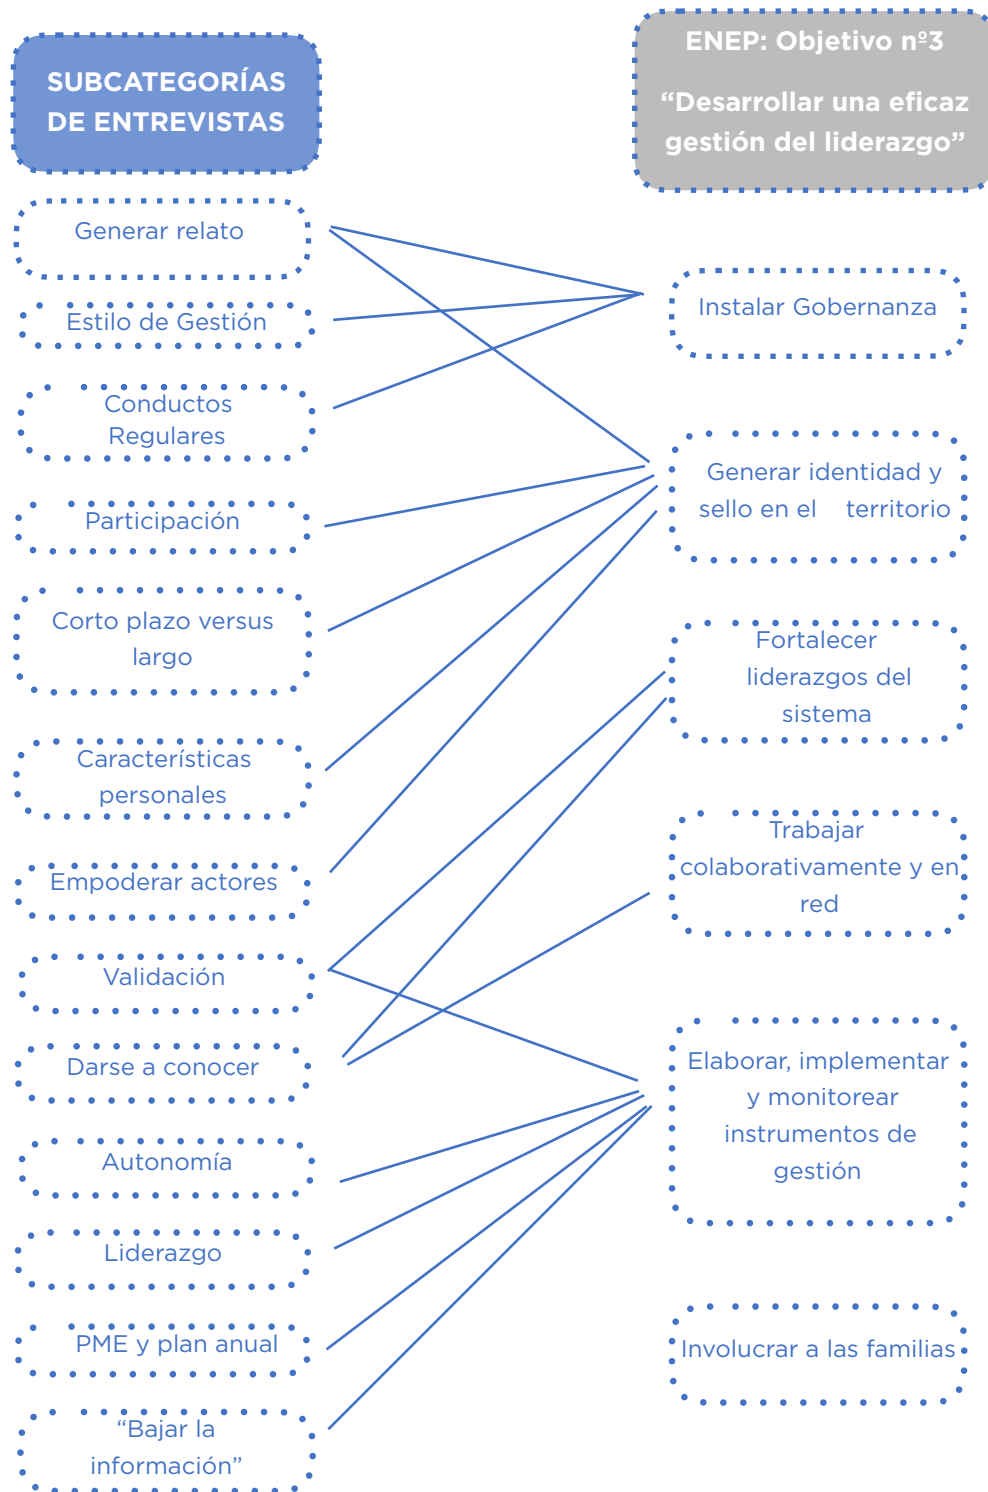 SUBCATEGORÍAS
DE ENTREVISTAS
Generar relato
Estilo de Gestión
Conductos
Regulares
Participación
Corto plazo versus
largo
Características
personales
Empoderar actores
Validación
Darse a conocer
Autonomía
Liderazgo
PME y plan anual
“Bajar la
información”
ENEP: Objetivo nº3
“Desarrollar una eficaz
gestión del liderazgo”
Instalar Gobernanza
Generar identidad y
sello en el territorio
Fortalecer
liderazgos del
sistema
Trabajar
colaborativamente y en
red
Elaborar, implementar
y monitorear
instrumentos de
gestión
Involucrar a las familias